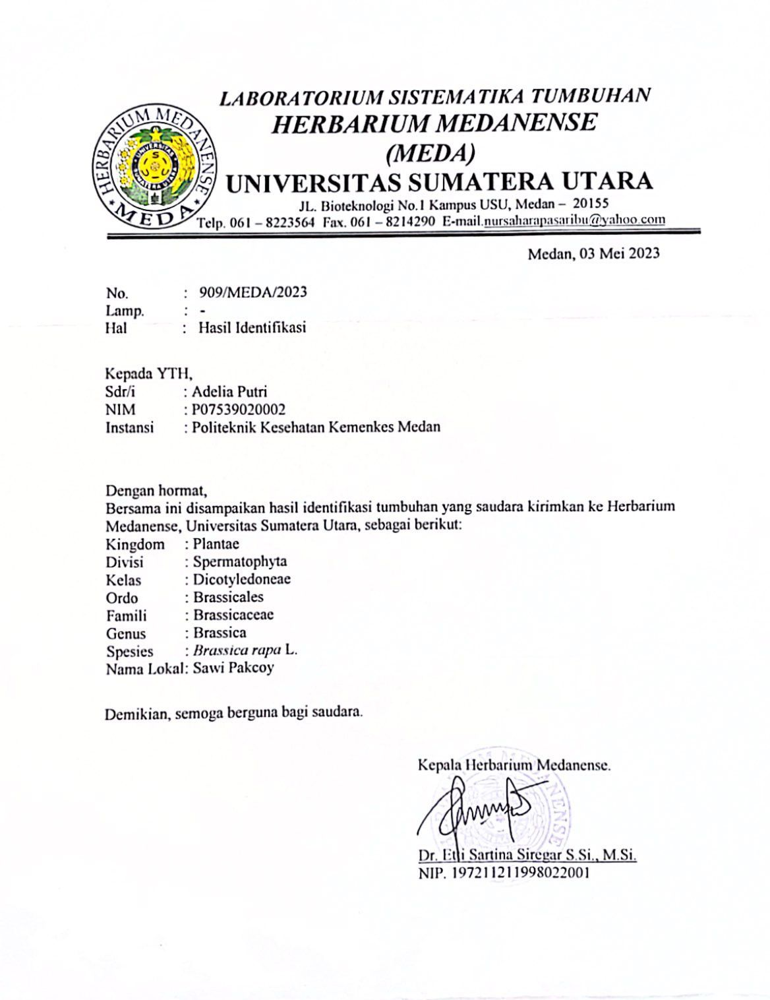 LABORATORIUM SISTEMATIKA TUMBUHAN
HERBARIUM MEDANENSE
(MEDA)
UNIVERSITAS SUMATERA UTARA
JL. Bioteknologi No.1 Kampus USU, Medan – 20155
Telp. 061 – 8223564 Fax. 061 – 8214290 E-mail.nursaharapasaribu@yahoo.com
HERBARIUM MEDANENSE
UNIVERSITAS
SUMATERA UTARA
MEDA
Medan, 03 Mei 2023
No. : 909/MEDA/2023
Lamp. : -
Hal : Hasil Identifikasi
Kepada YTH,
Sdr/i : Adelia Putri
NIM : P07539020002
Instansi : Politeknik Kesehatan Kemenkes Medan
Dengan hormat,
Bersama ini disampaikan hasil identifikasi tumbuhan yang saudara kirimkan ke Herbarium
Medanense, Universitas Sumatera Utara, sebagai berikut:
Kingdom : Plantae
Divisi : Spermatophyta
Kelas : Dicotyledoneae
Ordo : Brassicales
Famili : Brassicaceae
Genus : Brassica
Spesies : Brassica rapa L.
Nama Lokal: Sawi Pakcoy
Demikian, semoga berguna bagi saudara.
Kepala Herbarium Medanense.
Dr. Etti Sartina Siregar S.Si., M.Si.
NIP. 197211211998022001